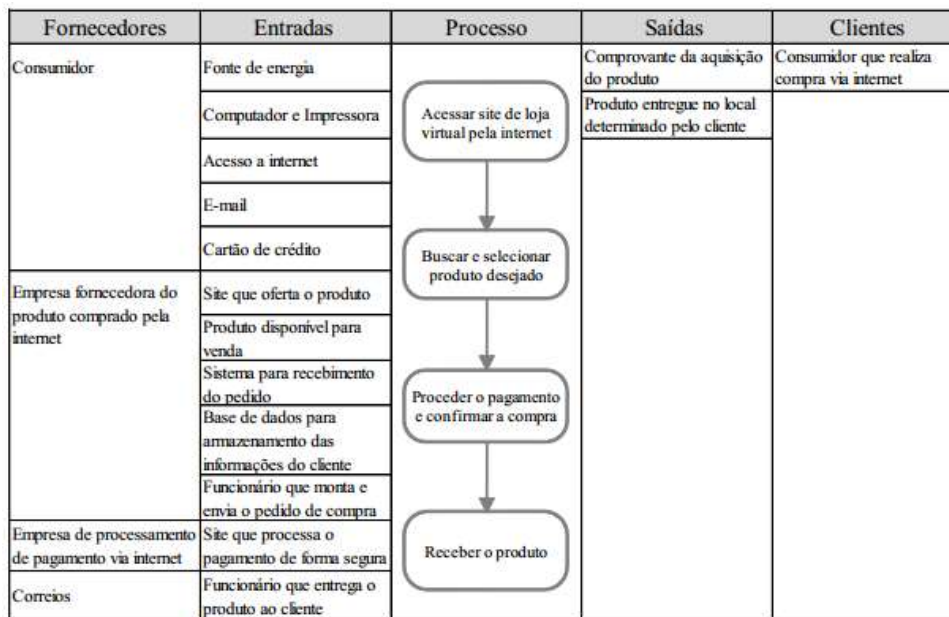 Fornecedores
Entradas
Processo
Saídas
Clientes
Consumidor
Fonte de energia
Computador e Impressora
Acesso a internet
E-mail
Cartão de crédito
Empresa fornecedora do
produto comprado pela
internet
Site que oferta o produto
Produto disponível para
venda
Sistema para recebimento
do pedido
Base de dados para
armazenamento das
informações do cliente
Funcionário que monta e
envia o pedido de compra
Empresa de processamento
de pagamento via internet
Site que processa o
pagamento de forma segura
Correios
Funcionário que entrega o
produto ao cliente
Acessar site de loja
virtual pela internet
Buscar e selecionar
produto desejado
Proceder o pagamento
e confirmar a compra
Receber o produto
Comprovante da aquisição
do produto
Produto entregue no local
determinado pelo cliente
Consumidor que realiza
compra via internet